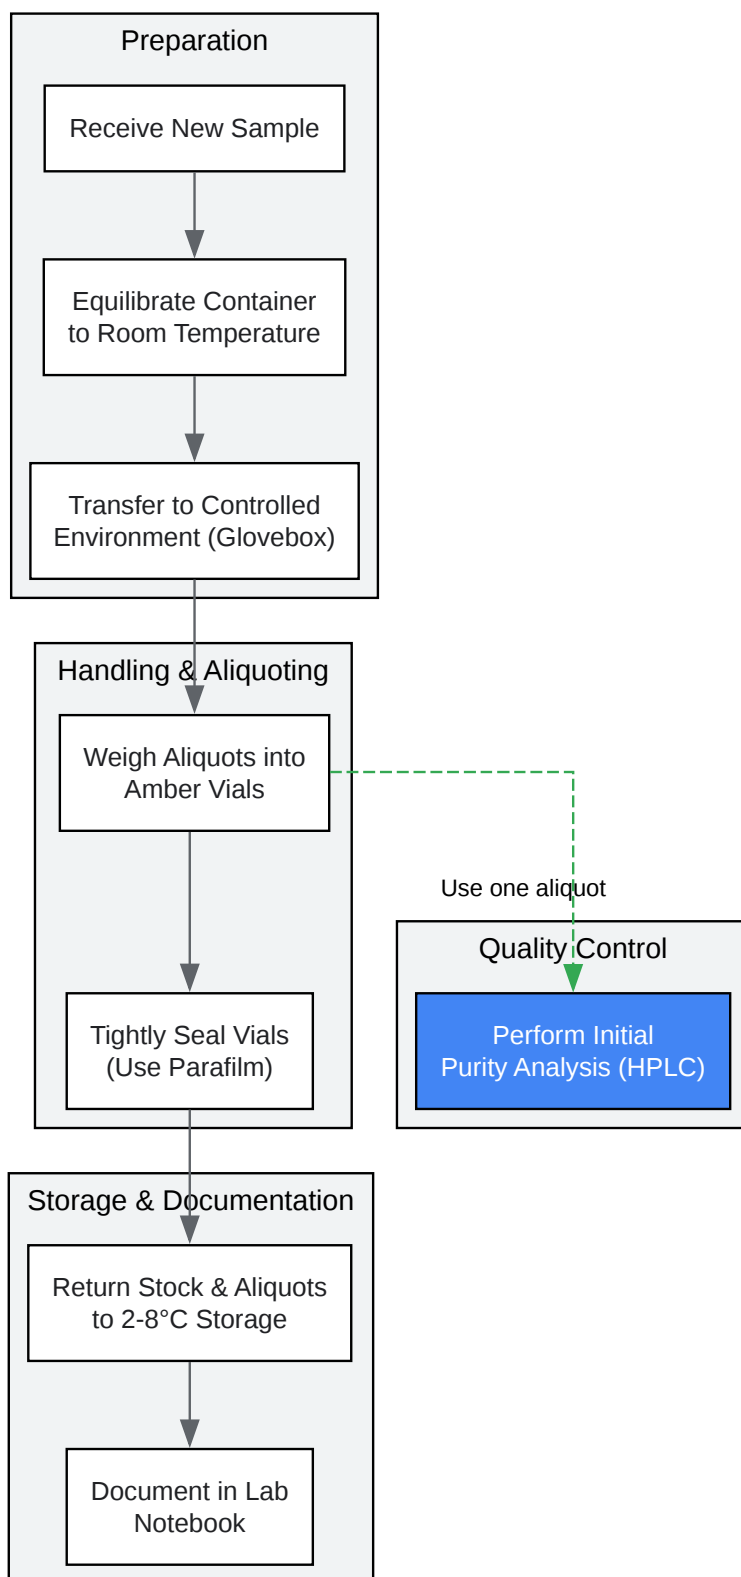 Preparation
Receive New Sample
Equilibrate Container
to Room Temperature
Transfer to Controlled
Environment (Glovebox)
Handling & Aliquoting
Weigh Aliquots into
Amber Vials
Use one aliquot
Quality Control
Tightly Seal Vials
(Use Parafilm)
Perform Initial
Purity Analysis (HPLC)
Storage & Documentation
Return Stock & Aliquots
to 2-8°C Storage
Document in Lab
Notebook